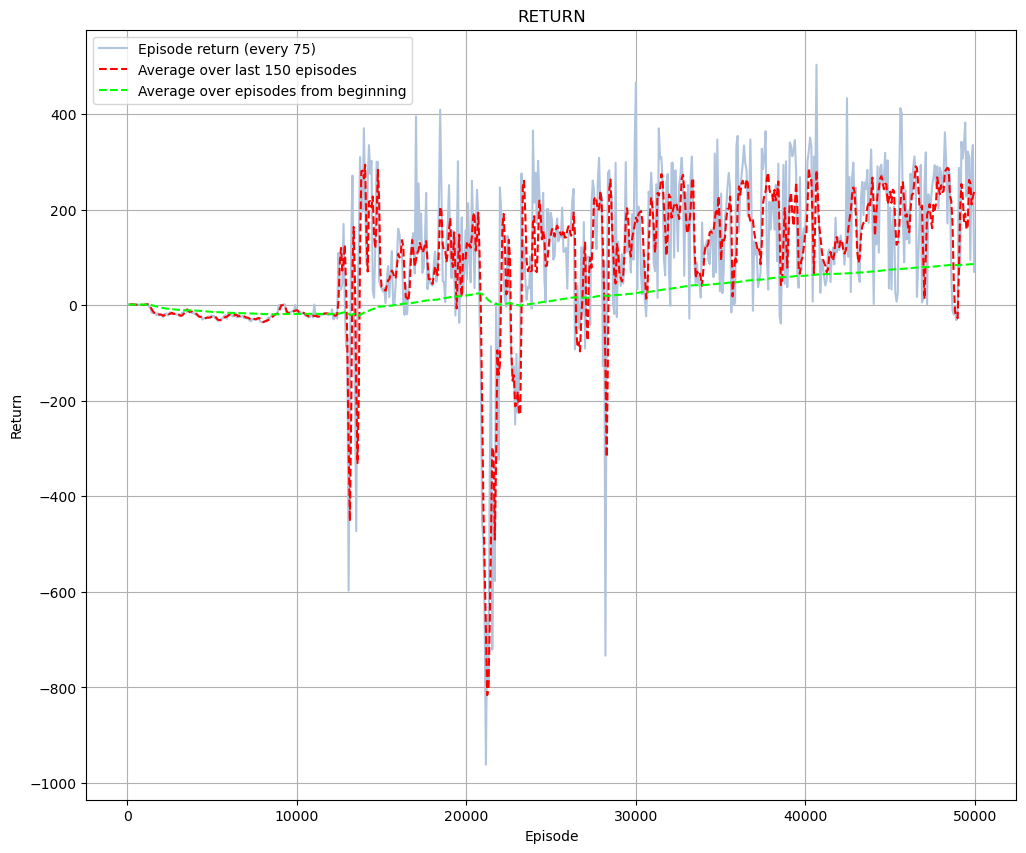 RETURN
Episode return (every 75)
Average over last 150 episodes
Average over episodes from beginning
400
200
0
−200
−400
−600
−800
−1000
Return
0 10000 20000 30000 40000 50000
Episode